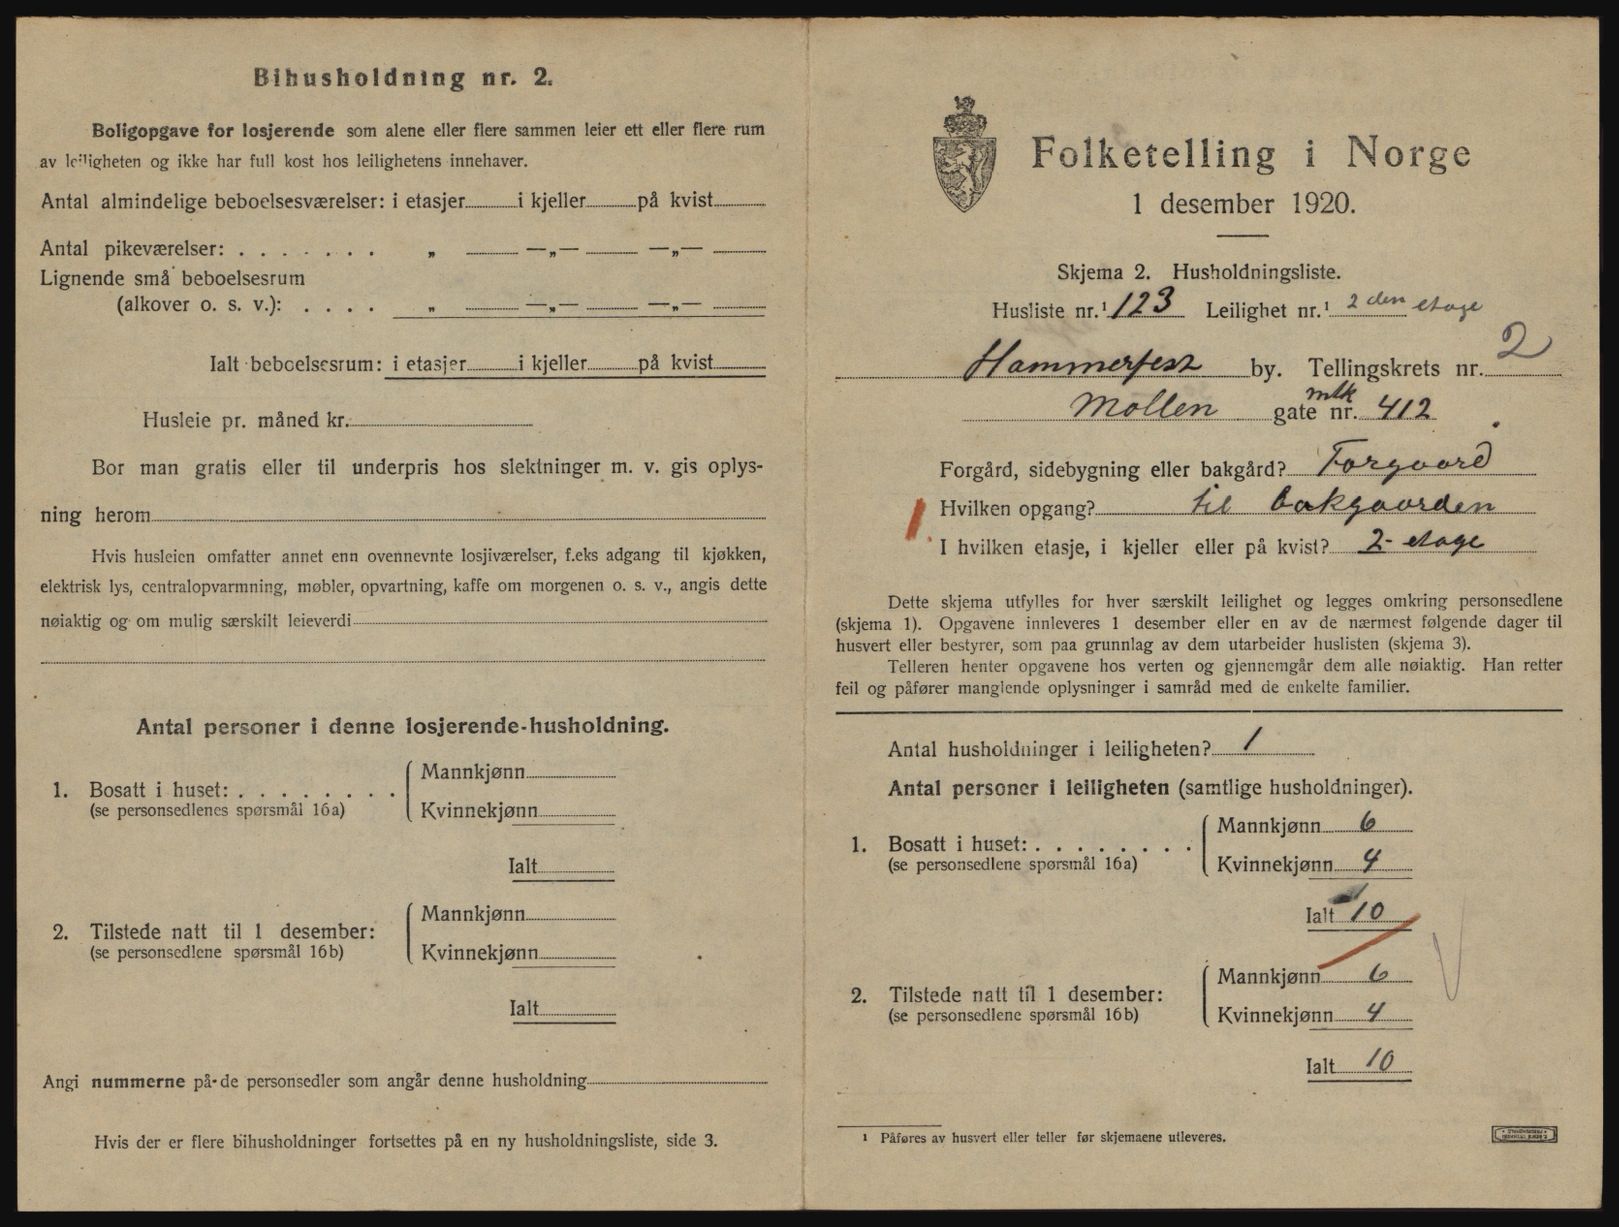 Bihusholdning nr. 2.
Boligopgave for losjerende som alene eller flere sammen leier ett eller flere rum
av leiligheten og ikke har full kost hos leilighetens innehaver.
Antal almindelige beboelsesværelser: i etasjer i kjeller på kvist
Antal pikeværelser: . . . . . . . „ —„— —„—
Lignende små beboelsesrum
(alkover o. s. v.): . . . . „ —„— —„—
Ialt beboelsesrum: i etasjer i kjeller på kvist
Husleie pr. måned kr.
Bor man gratis eller til underpris hos slektninger m. v. gis oplys-
ning herom
Hvis husleien omfatter annet enn ovennevnte losjiværelser, f.eks adgang til kjøkken,
elektrisk lys, centralopvarmning, møbler, opvartning, kaffe om morgenen o. s. v., angis dette
nøiaktig og om mulig særskilt leieverdi
Antal personer i denne losjerende-husholdning.
1. Bosatt i huset: . . . . . . . . Mannkjønn
(se personsedlenes spørsmål 16a) Kvinnekjønn
Ialt
2. Tilstede natt til 1 desember: Mannkjønn
(se personsedlene spørsmål 16b) Kvinnekjønn
Ialt
Angi nummerne på de personsedler som angår denne husholdning
Hvis der er flere bihusholdninger fortsettes på en ny husholdningsliste, side 3.
Folketelling i Norge
1 desember 1920.
Skjema 2. Husholdningsliste.
Husliste nr.¹ 123 Leilighet nr.¹ 2 den etage
Hammerfest by. Tellingskrets nr. 2
Mollen gate nr. mtk 412
Forgård, sidebygning eller bakgård? Forgaard
Hvilken opgang? til bakgaarden
I hvilken etasje, i kjeller eller på kvist? 2- etage
Dette skjema utfylles for hver særskilt leilighet og legges omkring personsedlene
(skjema 1). Opgavene innleveres 1 desember eller en av de nærmest følgende dager til
husvert eller bestyrer, som paa grunnlag av dem utarbeider huslisten (skjema 3).
Telleren henter opgavene hos verten og gjennemgår dem alle nøiaktig. Han retter
feil og påfører manglende oplysninger i samråd med de enkelte familier.
Antal husholdninger i leiligheten? 1
Antal personer i leiligheten (samtlige husholdninger).
1. Bosatt i huset: . . . . . . . . Mannkjønn 6
(se personsedlene spørsmål 16a) Kvinnekjønn 4
Ialt 10
2. Tilstede natt til 1 desember: Mannkjønn 6
(se personsedlene spørsmål 16b) Kvinnekjønn 4
Ialt 10
¹ Påføres av husvert eller teller før skjemaene utleveres.